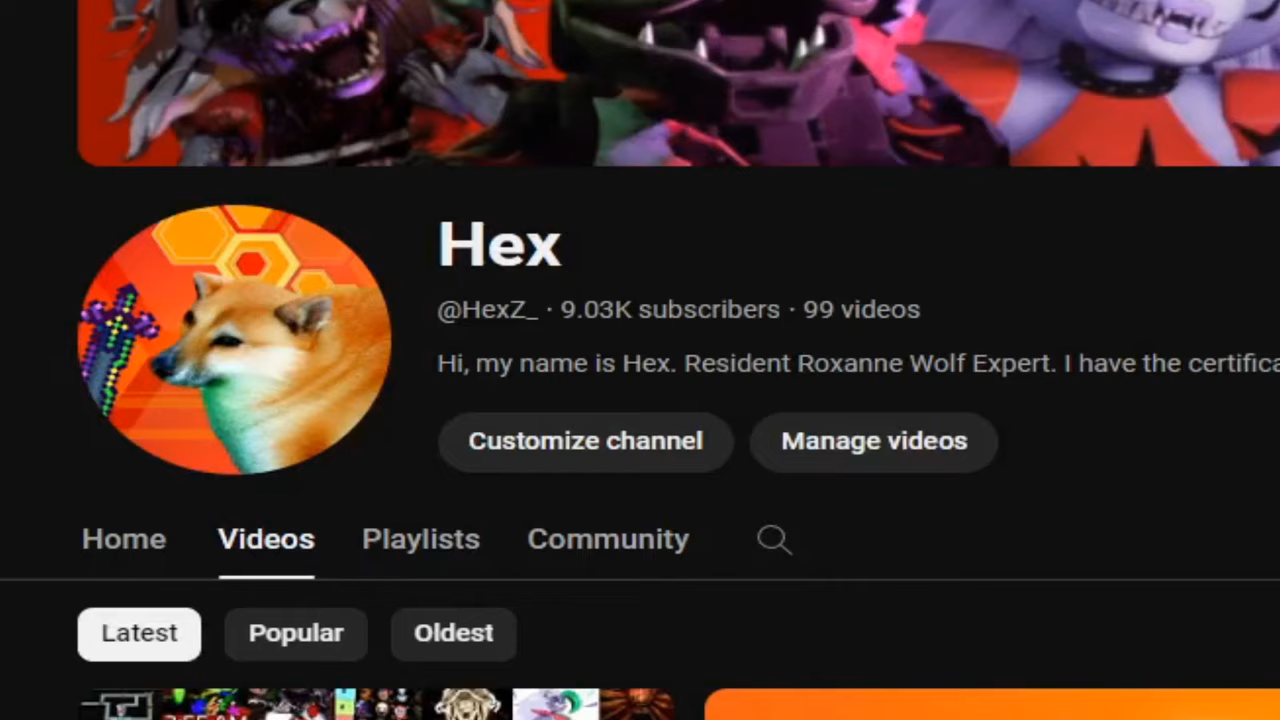 Hex
@HexZ_ · 9.03K subscribers · 99 videos
Hi, my name is Hex. Resident Roxanne Wolf Expert. I have the certifica
Customize channel Manage videos
Home Videos Playlists Community
Latest Popular Oldest